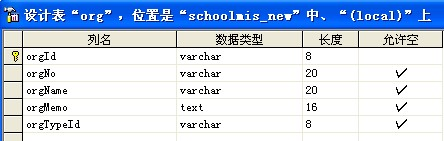 设计表“org”，位置是“schoolmis_new”中、“(local)”上
列名 数据类型 长度 允许空
orgId varchar 8
orgNo varchar 20 ✓
orgName varchar 20 ✓
orgMemo text 16 ✓
orgTypeId varchar 8 ✓